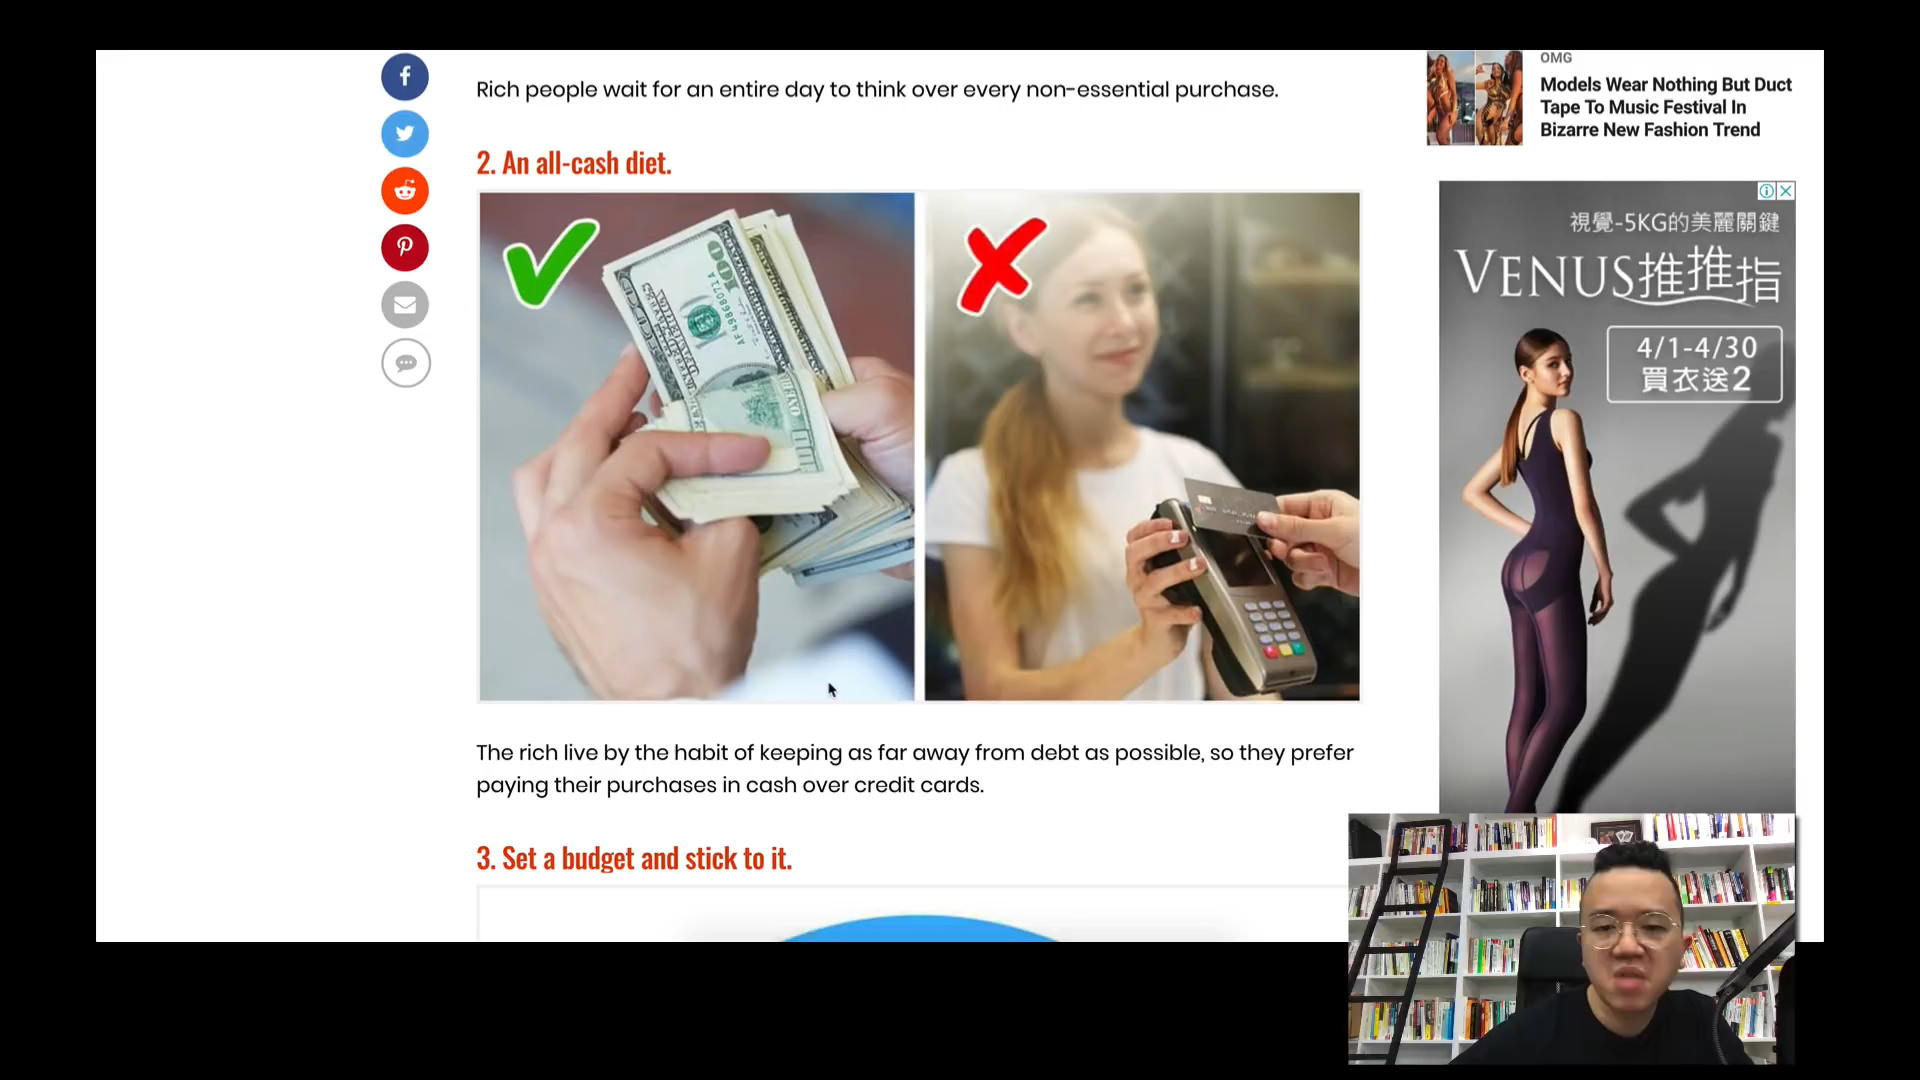 Rich people wait for an entire day to think over every non-essential purchase.
2. An all-cash diet.
The rich live by the habit of keeping as far away from debt as possible, so they prefer
paying their purchases in cash over credit cards.
3. Set a budget and stick to it.
OMG
Models Wear Nothing But Duct
Tape To Music Festival In
Bizarre New Fashion Trend
視覺-5KG的美麗關鍵
VENUS推推指
4/1-4/30
買衣送2
100
AF49868071A